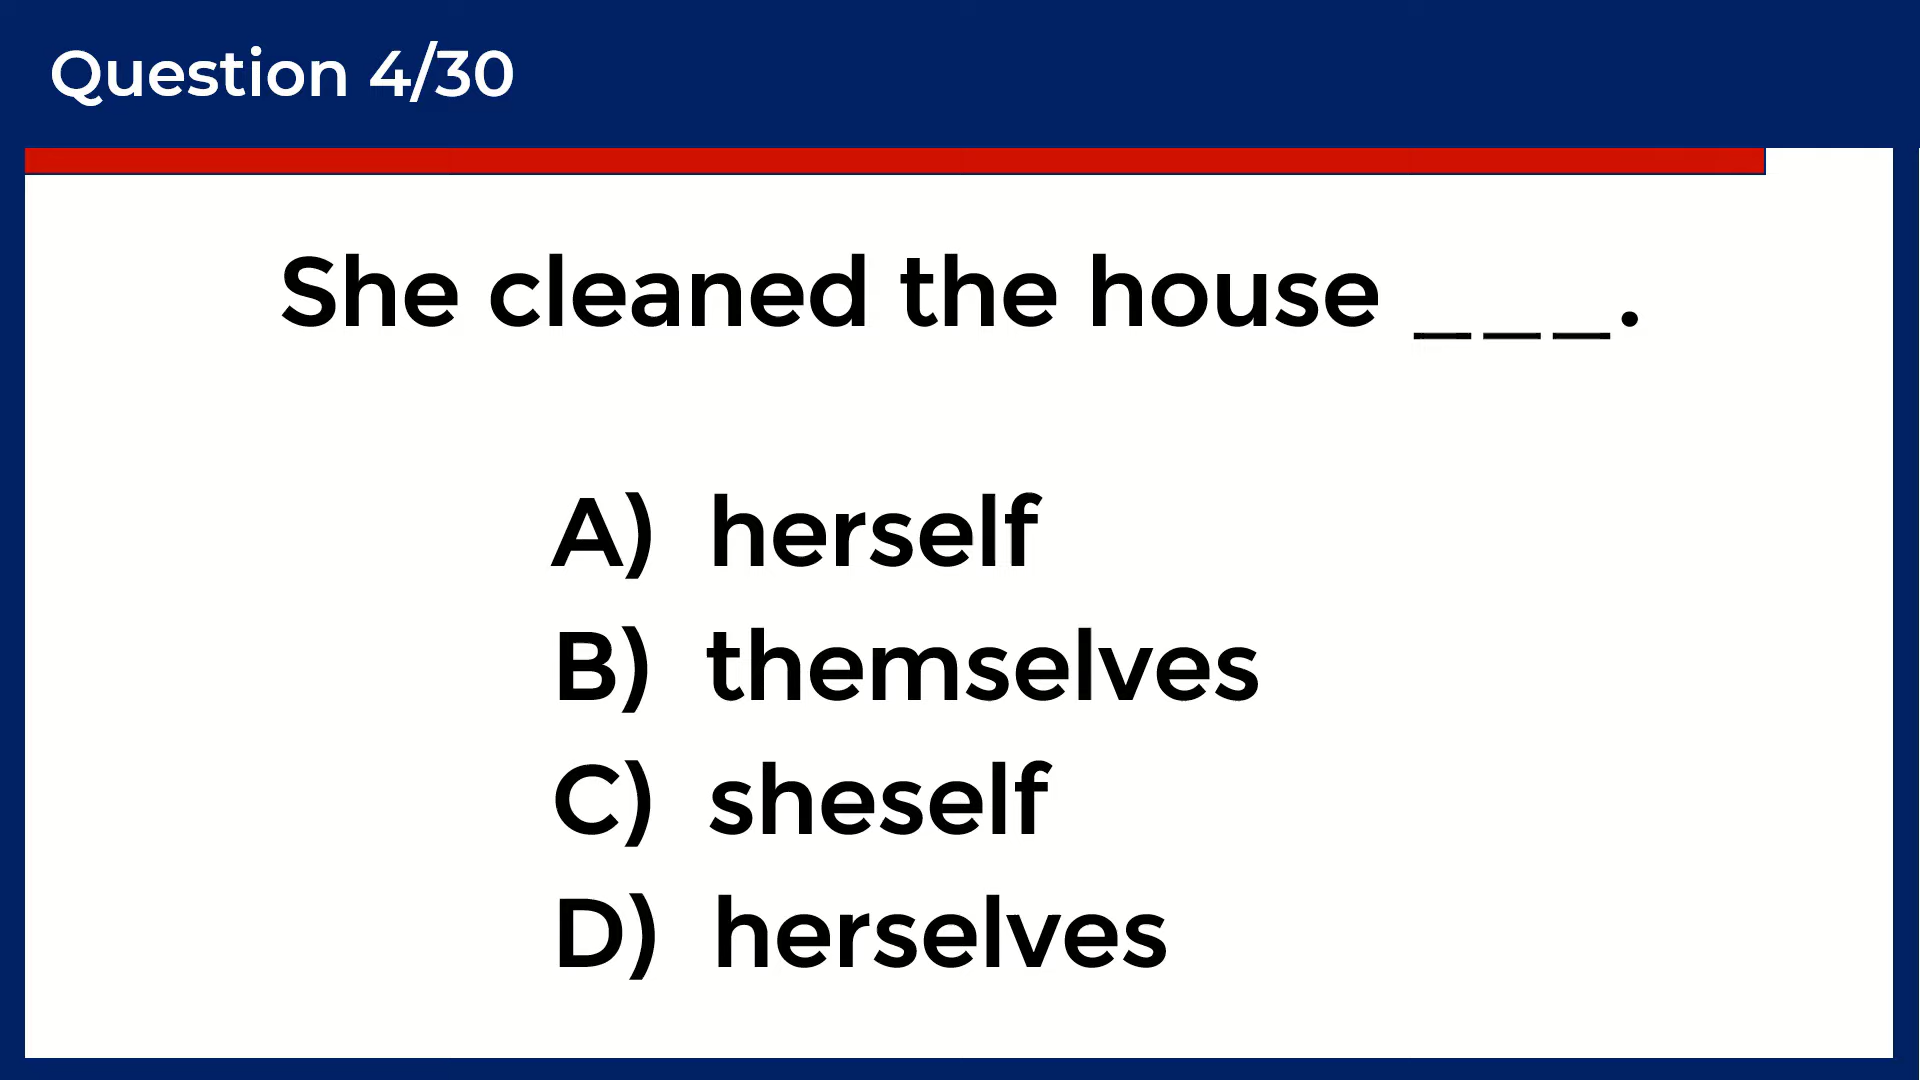 Question 4/30
She cleaned the house ___.
A) herself
B) themselves
C) sheself
D) herselves